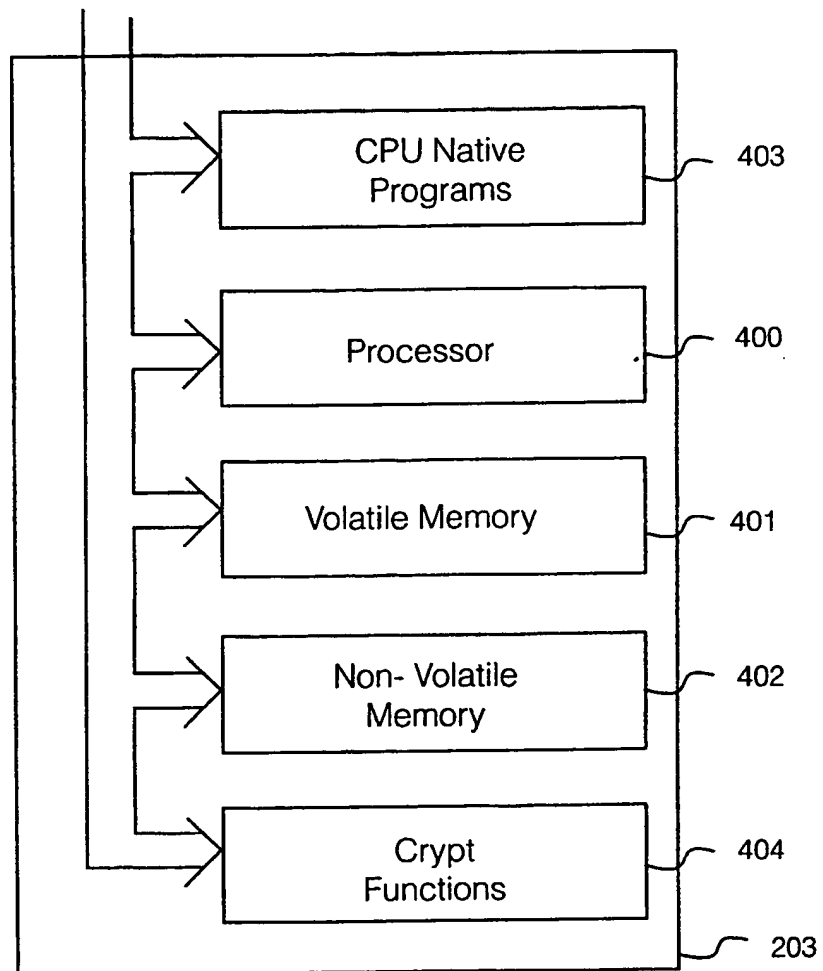 CPU Native
Programs
403
Processor
400
Volatile Memory
401
Non- Volatile
Memory
402
Crypt
Functions
404
203